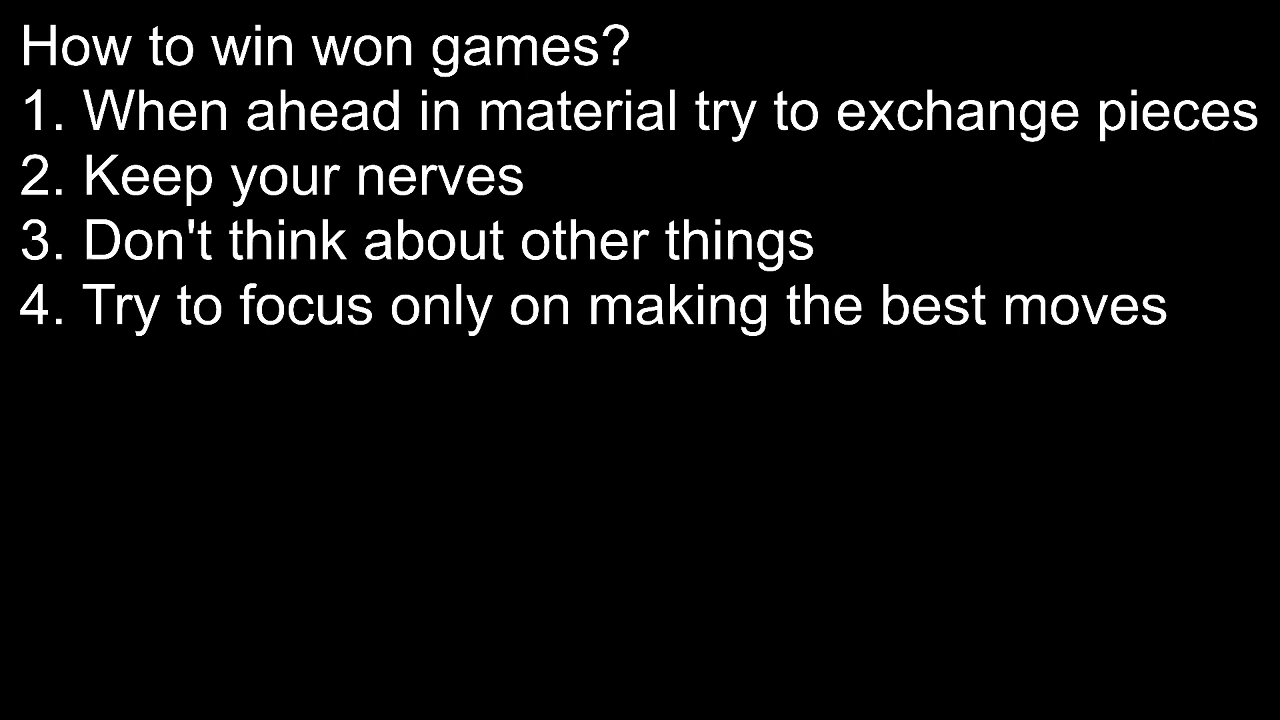 How to win won games?
1. When ahead in material try to exchange pieces
2. Keep your nerves
3. Don't think about other things
4. Try to focus only on making the best moves